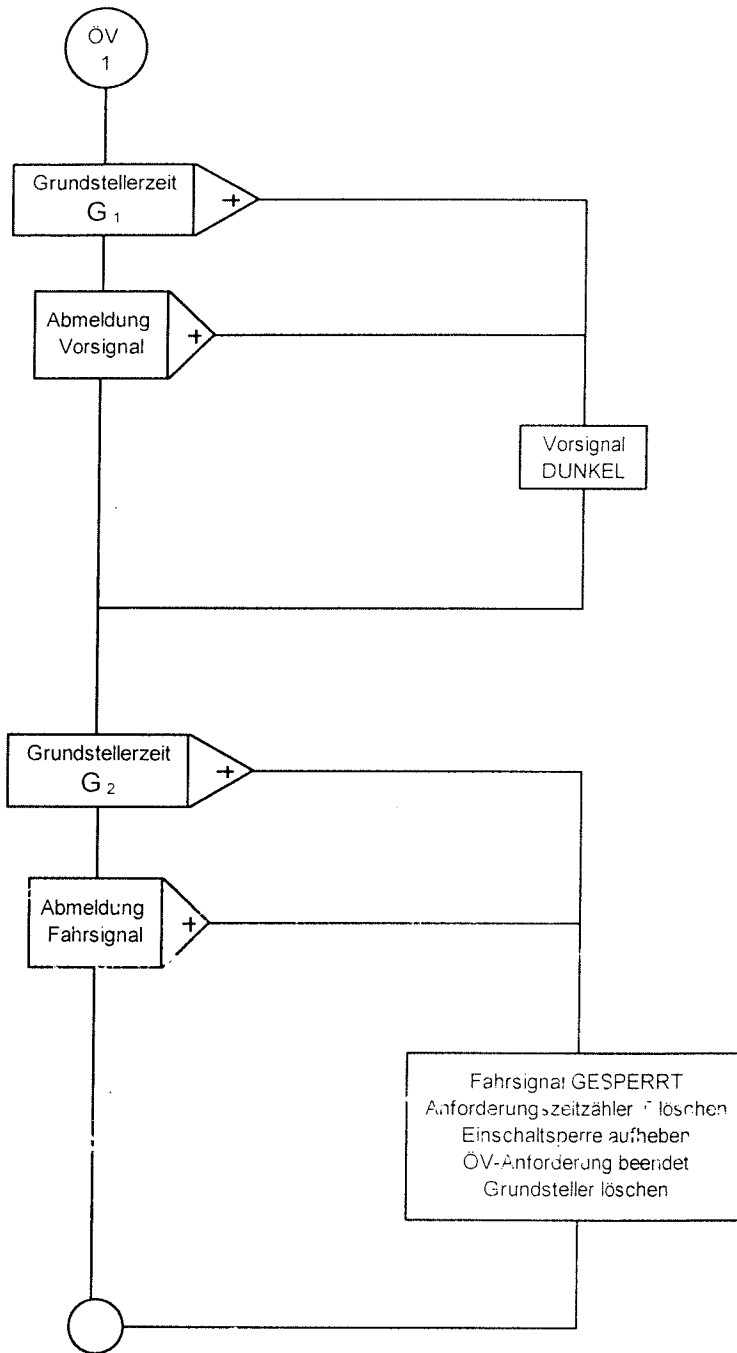 ÖV
1
Grundstellerzeit
G 1
+
Abmeldung
Vorsignal
+
Vorsignal
DUNKEL
Grundstellerzeit
G 2
+
Abmeldung
Fahrsignal
+
Fahrsignal GESPERRT
Anforderungszeitzähler löschen
Einschaltsperre aufheben
ÖV-Anforderung beendet
Grundsteller löschen